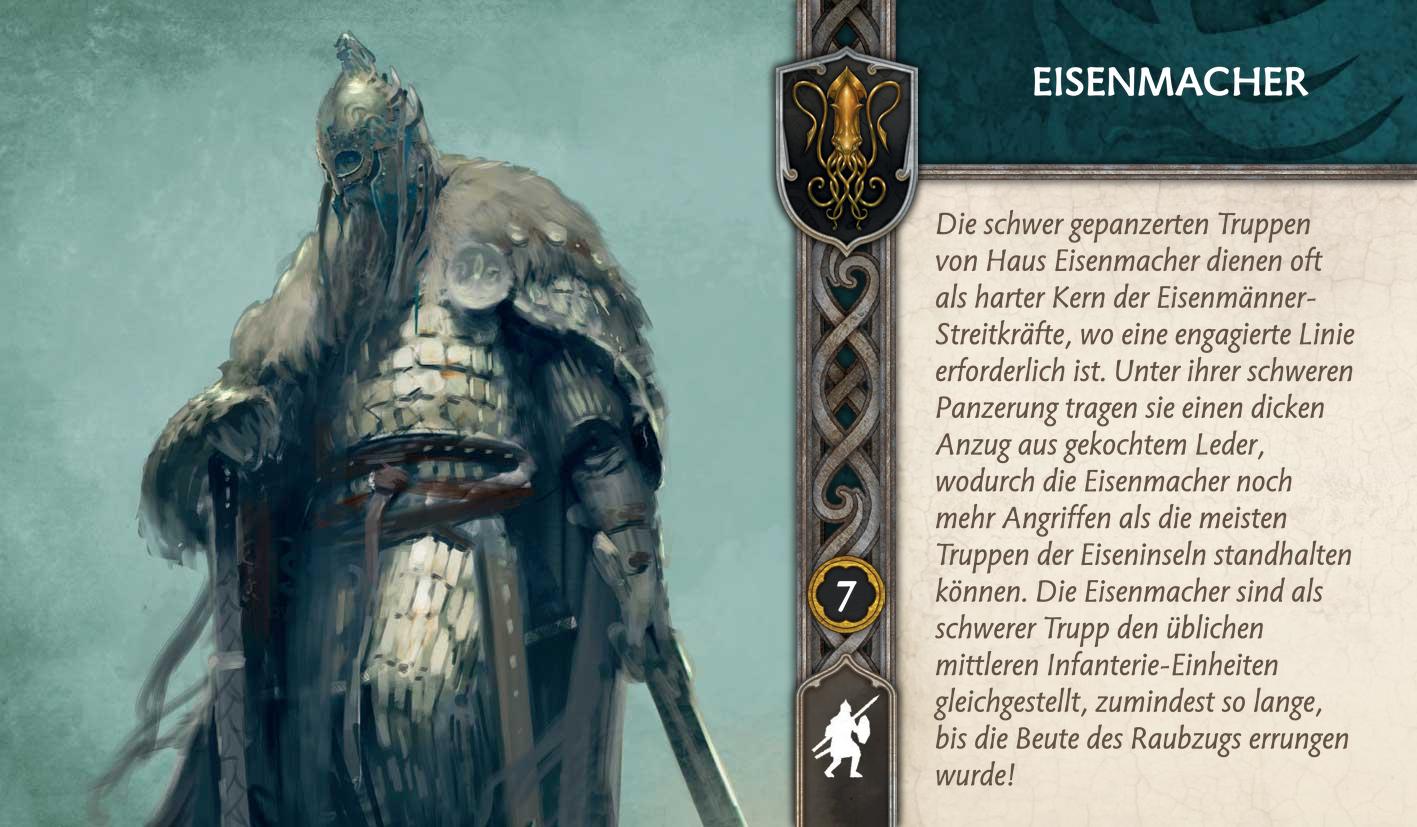 EISENMACHER
Die schwer gepanzerten Truppen
von Haus Eisenmacher dienen oft
als harter Kern der Eisenmänner-
Streitkräfte, wo eine engagierte Linie
erforderlich ist. Unter ihrer schweren
Panzerung tragen sie einen dicken
Anzug aus gekochtem Leder,
wodurch die Eisenmacher noch
mehr Angriffen als die meisten
Truppen der Eiseninseln standhalten
können. Die Eisenmacher sind als
schwerer Trupp den üblichen
mittleren Infanterie-Einheiten
gleichgestellt, zumindest so lange,
bis die Beute des Raubzugs errungen
wurde!
7